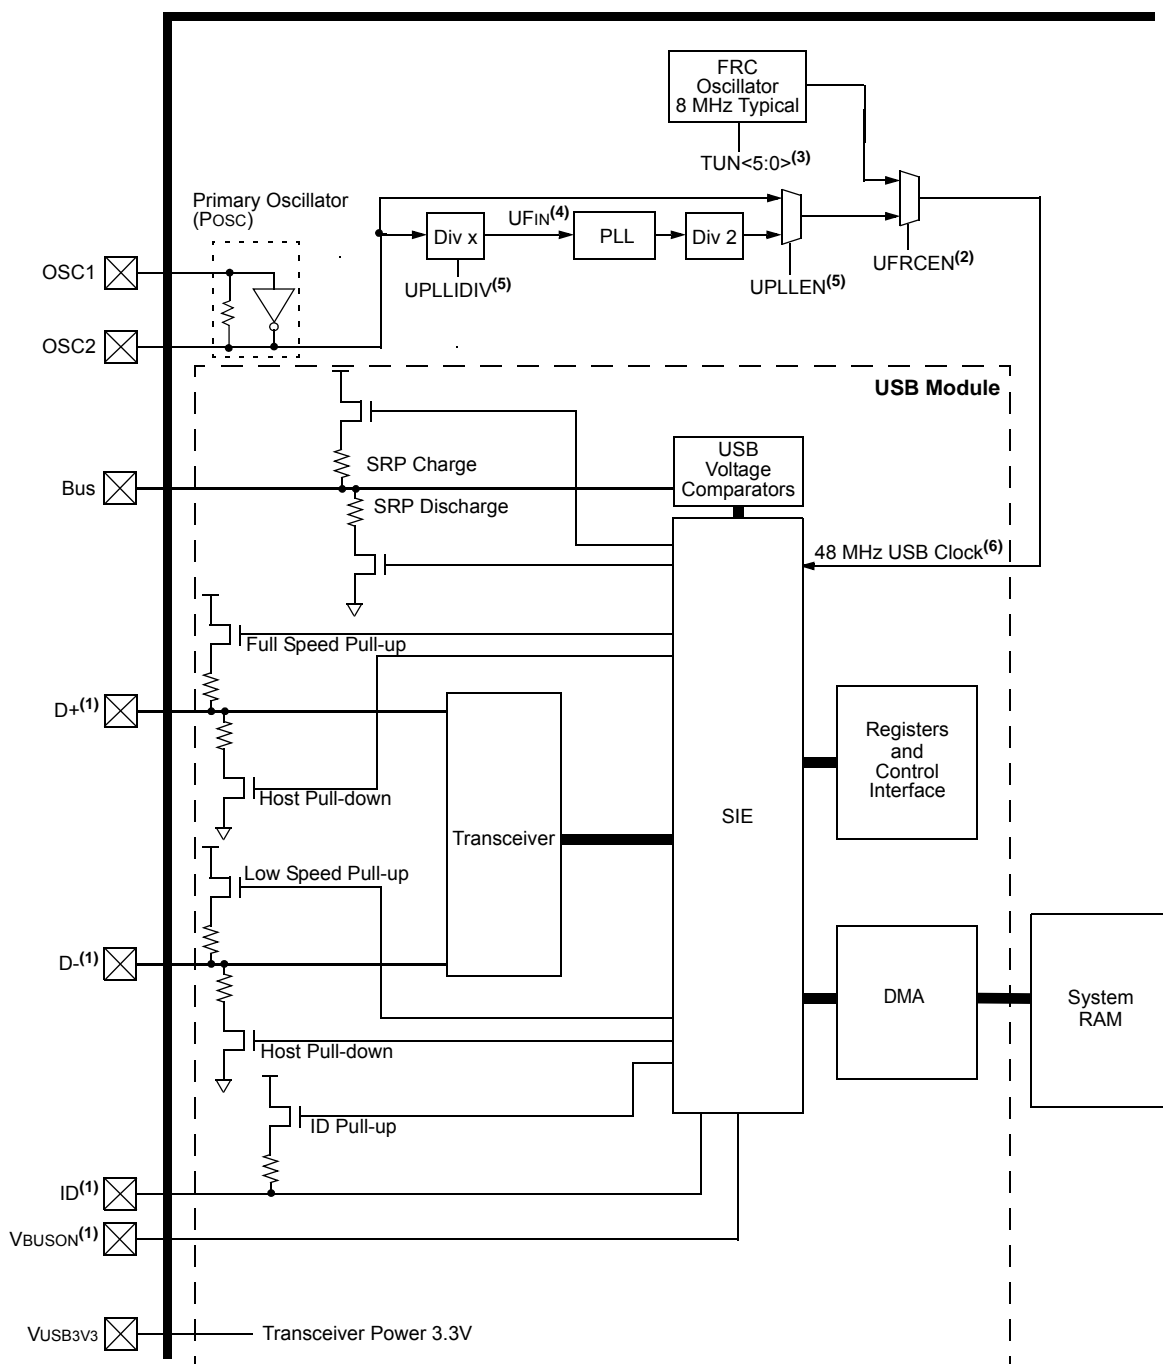 FRC
Oscillator
8 MHz Typical
TUN<5:0>(3)
Primary Oscillator
(POSC)
UFIN(4)
Div x
PLL
Div 2
OSC1
UPLLIDIV(5)
UPLLEN(5)
UFRCEN(2)
OSC2
USB Module
USB
Voltage
Comparators
SRP Charge
Bus
SRP Discharge
48 MHz USB Clock(6)
Full Speed Pull-up
D+(1)
Registers
and
Control
Interface
Host Pull-down
SIE
Transceiver
Low Speed Pull-up
D-(1)
DMA
System
RAM
Host Pull-down
ID Pull-up
ID(1)
VBUSON(1)
VUSB3V3
Transceiver Power 3.3V